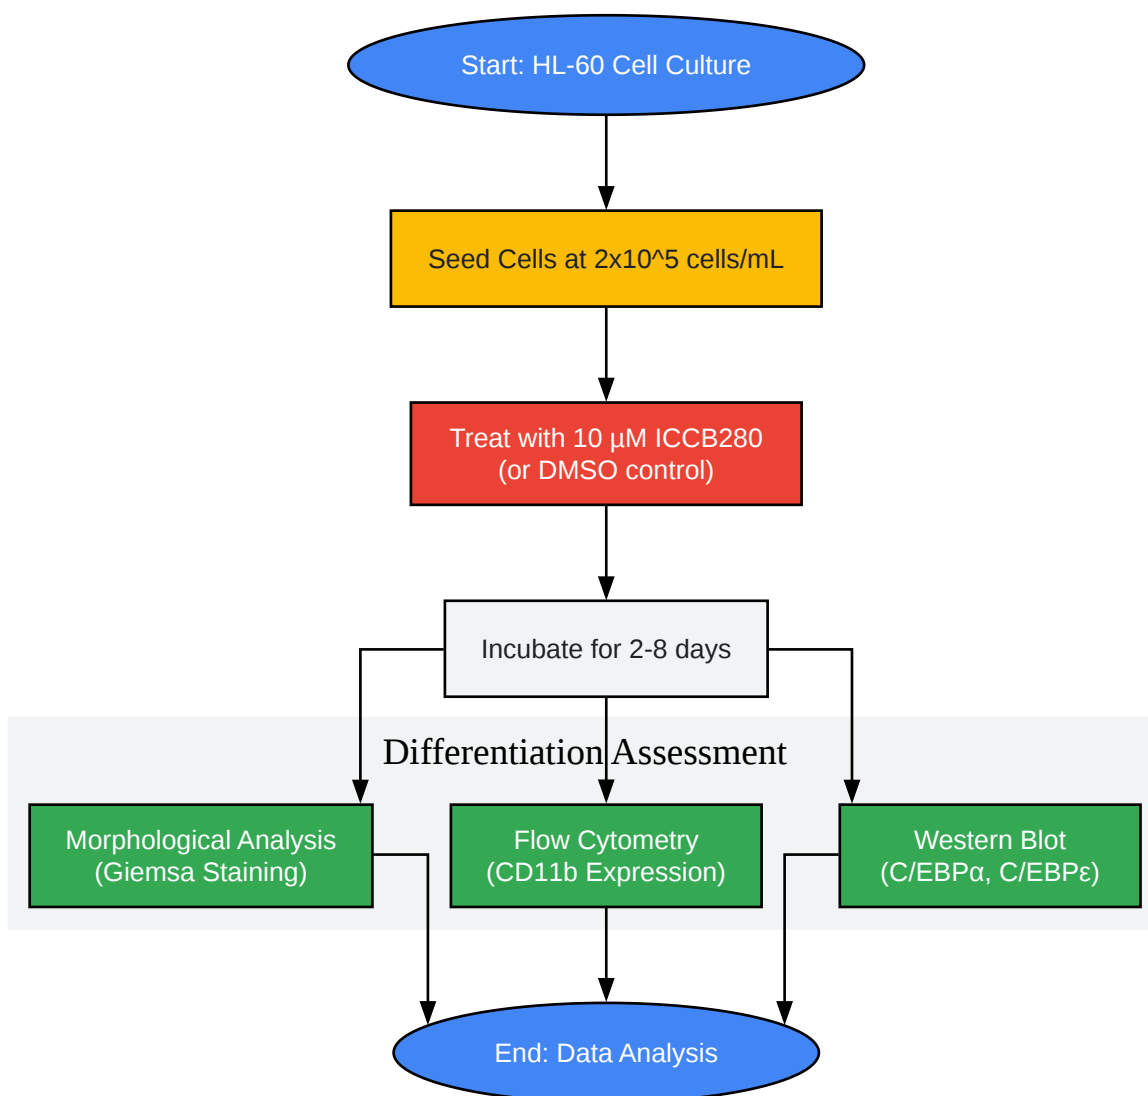 Start: HL-60 Cell Culture
Seed Cells at 2x10^5 cells/mL
Treat with 10 µM ICCB280
(or DMSO control)
Incubate for 2-8 days
Differentiation Assessment
Morphological Analysis
(Giemsa Staining)
Flow Cytometry
(CD11b Expression)
Western Blot
(C/EBPα, C/EBPε)
End: Data Analysis